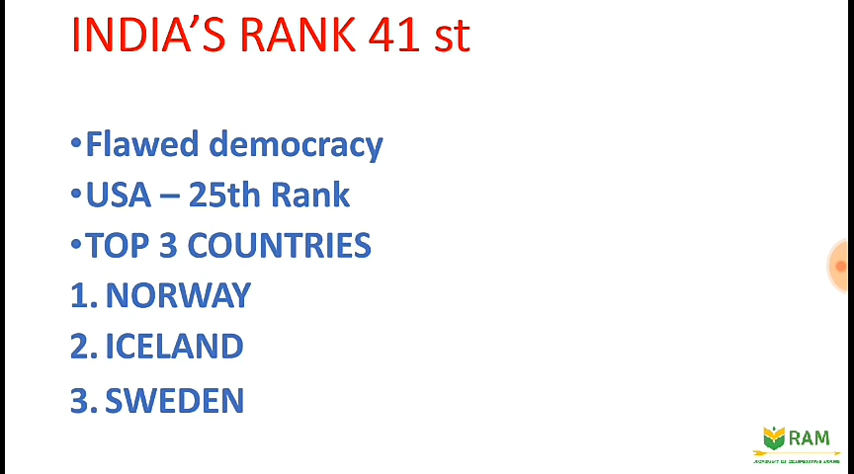 INDIA'S RANK 41 st
•Flawed democracy
•USA – 25th Rank
•TOP 3 COUNTRIES
1. NORWAY
2. ICELAND
3. SWEDEN
RAM